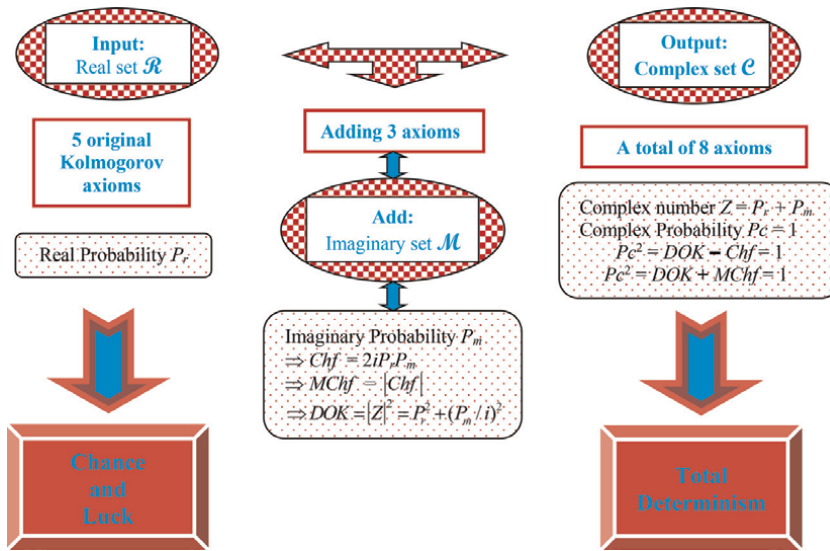 Input:
Real set ℛ
5 original
Kolmogorov
axioms
Real Probability Pᵣ
Chance
and
Luck
Adding 3 axioms
Add:
Imaginary set ℳ
Imaginary Probability Pₘ
⇒ Chf = 2iPᵣPₘ
⇒ MChf = |Chf|
⇒ DOK = |Z|² = Pᵣ² + (Pₘ/i)²
Output:
Complex set 𝒞
A total of 8 axioms
Complex number Z = Pᵣ + Pₘ
Complex Probability Pc = 1
Pc² = DOK − Chf = 1
Pc² = DOK + MChf = 1
Total
Determinism